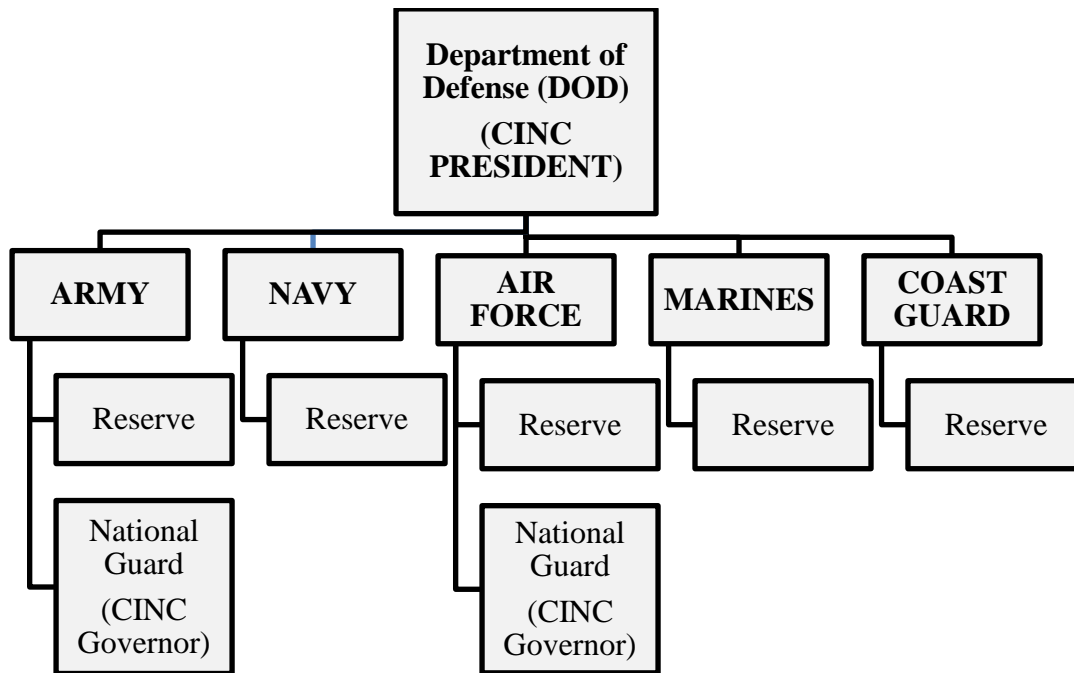 Department of
Defense (DOD)
(CINC
PRESIDENT)
ARMY
NAVY
AIR
FORCE
MARINES
COAST
GUARD
Reserve
Reserve
Reserve
Reserve
Reserve
National
Guard
(CINC
Governor)
National
Guard
(CINC
Governor)